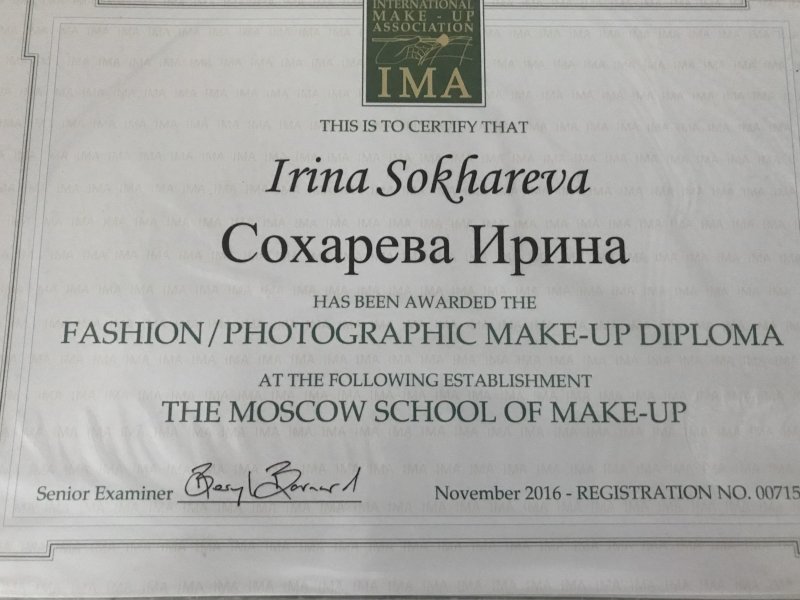 INTERNATIONAL
MAKE - UP
ASSOCIATION
IMA
THIS IS TO CERTIFY THAT
Irina Sokhareva
Сохарева Ирина
HAS BEEN AWARDED THE
FASHION/PHOTOGRAPHIC MAKE-UP DIPLOMA
AT THE FOLLOWING ESTABLISHMENT
THE MOSCOW SCHOOL OF MAKE-UP
Senior Examiner Beryl Barnard
November 2016 - REGISTRATION NO. 00715